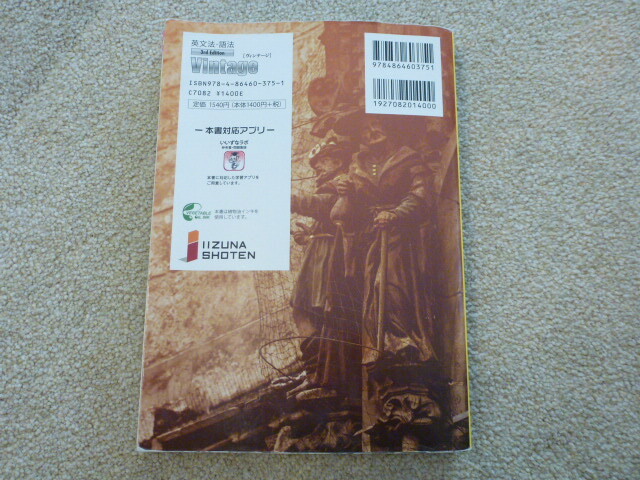 英文法・語法
3rd Edition
Vintage
[ヴィンテージ]
ISBN978-4-86460-375-1
C7082 ¥1400E
定価 1540円(本体1400円+税)
9784864603751
1927082014000
－本書対応アプリ－
いいずなラボ
本書に対応した学習アプリを
ご用意しています。
本書は植物油インキを
使用しています。
IIZUNA
SHOTEN